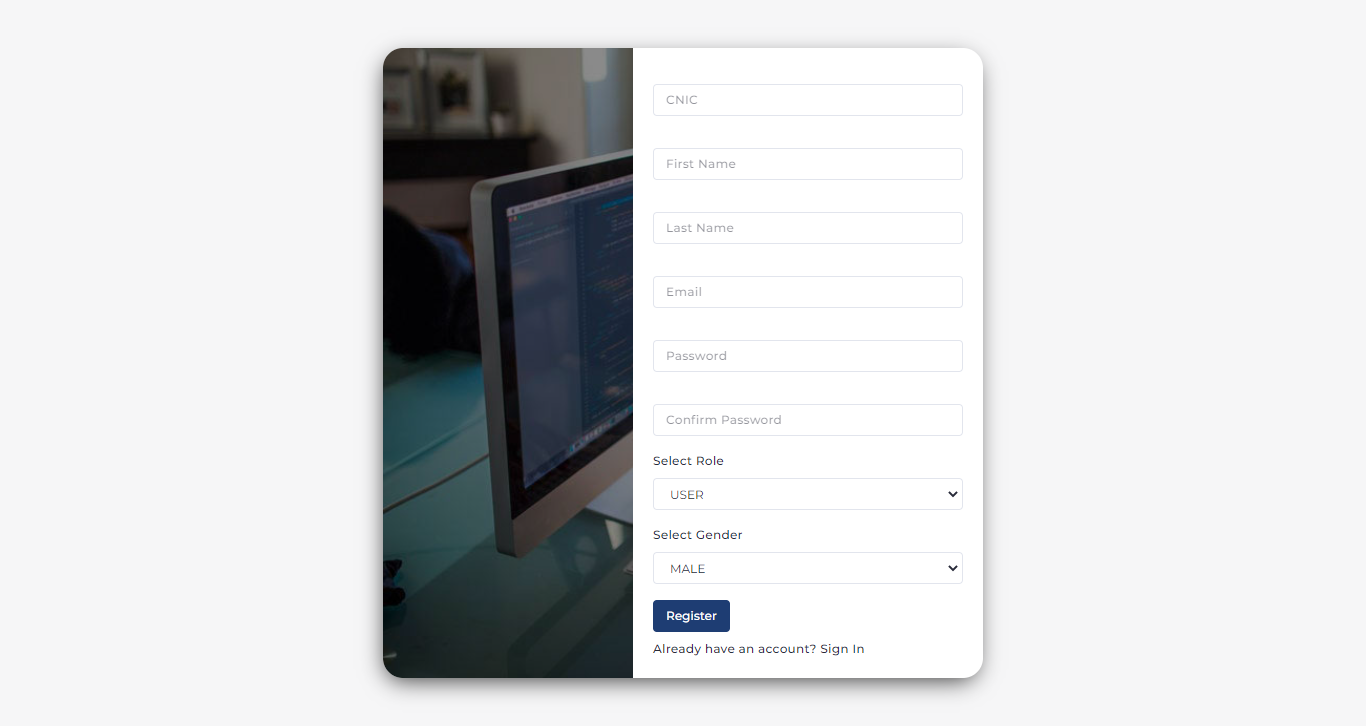 CNIC
First Name
Last Name
Email
Password
Confirm Password
Select Role
USER
Select Gender
MALE
Register
Already have an account? Sign In